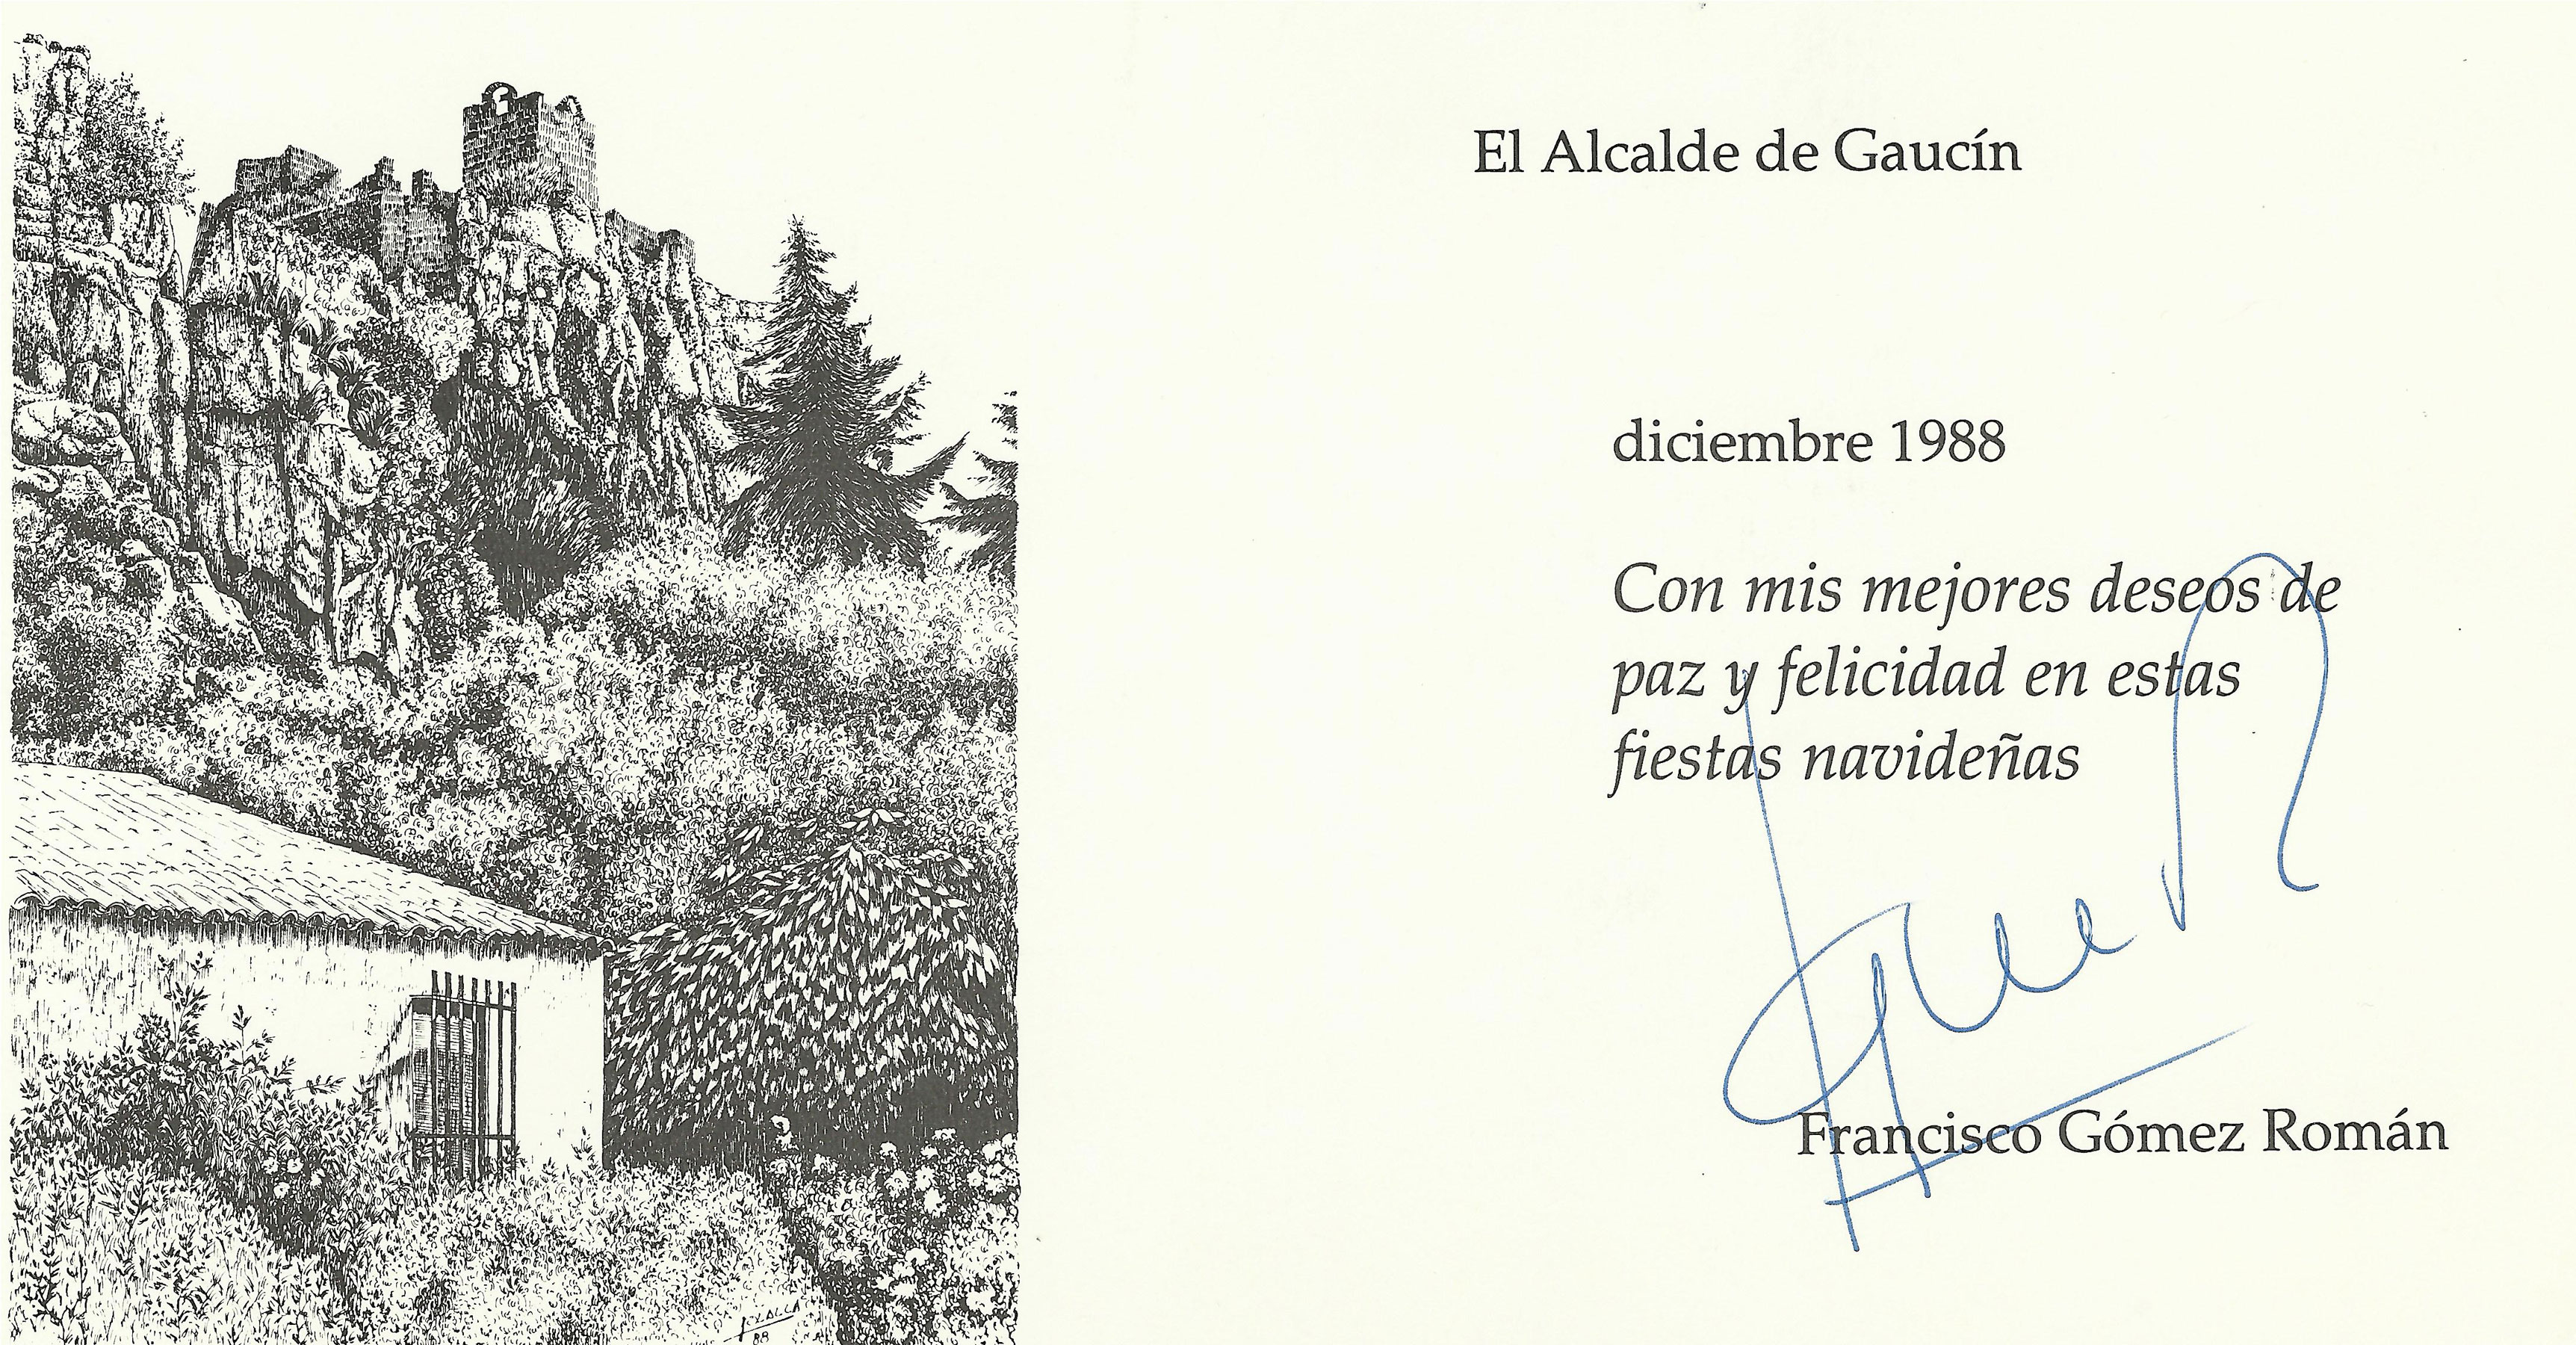 El Alcalde de Gaucín
diciembre 1988
Con mis mejores deseos de
paz y felicidad en estas
fiestas navideñas
Francisco Gómez Román
88